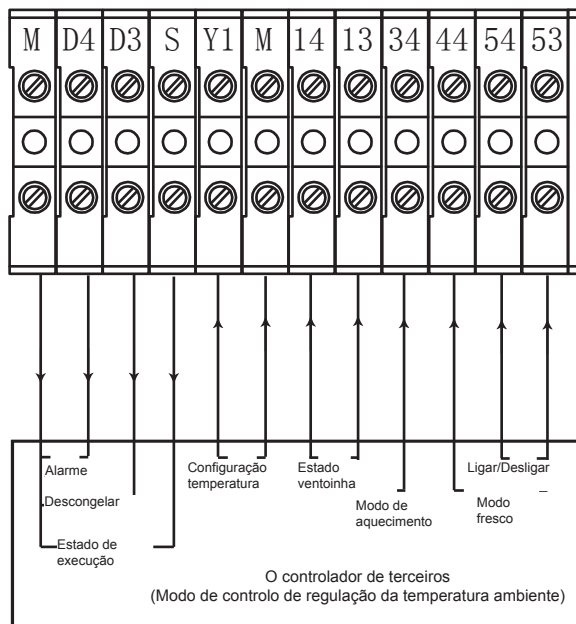 M D4 D3 S Y1 M 14 13 34 44 54 53
Alarme
Configuração
temperatura
Estado
ventoinha
Ligar/Desligar
Descongelar
Modo de
aquecimento
Modo
fresco
Estado de
execução
O controlador de terceiros
(Modo de controlo de regulação da temperatura ambiente)